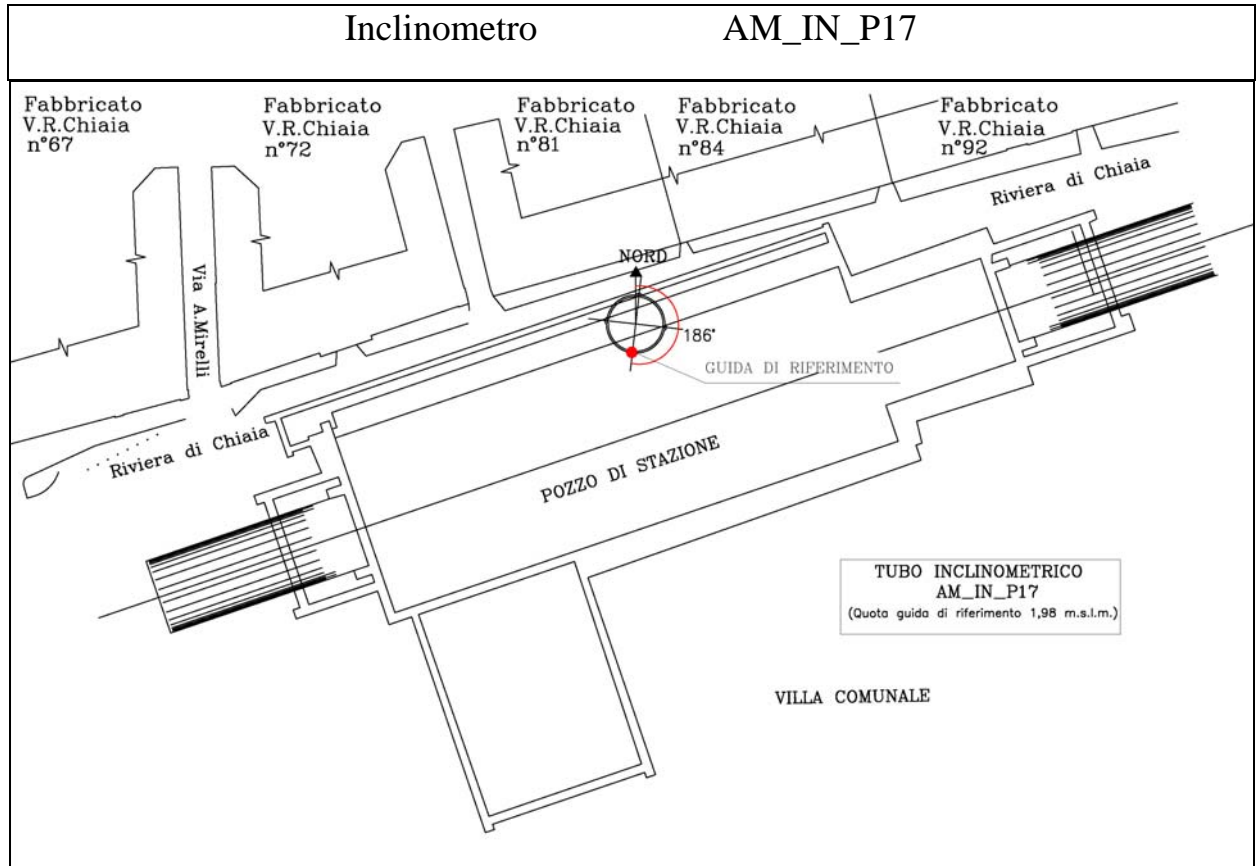 Inclinometro AM_IN_P17
Fabbricato
V.R.Chiaia
n°67
Fabbricato
V.R.Chiaia
n°72
Fabbricato
V.R.Chiaia
n°81
Fabbricato
V.R.Chiaia
n°84
Fabbricato
V.R.Chiaia
n°92
Riviera di Chiaia
NORD
Via A.Mirelli
186°
GUIDA DI RIFERIMENTO
Riviera di Chiaia
POZZO DI STAZIONE
TUBO INCLINOMETRICO
AM_IN_P17
(Quota guida di riferimento 1,98 m.s.l.m.)
VILLA COMUNALE